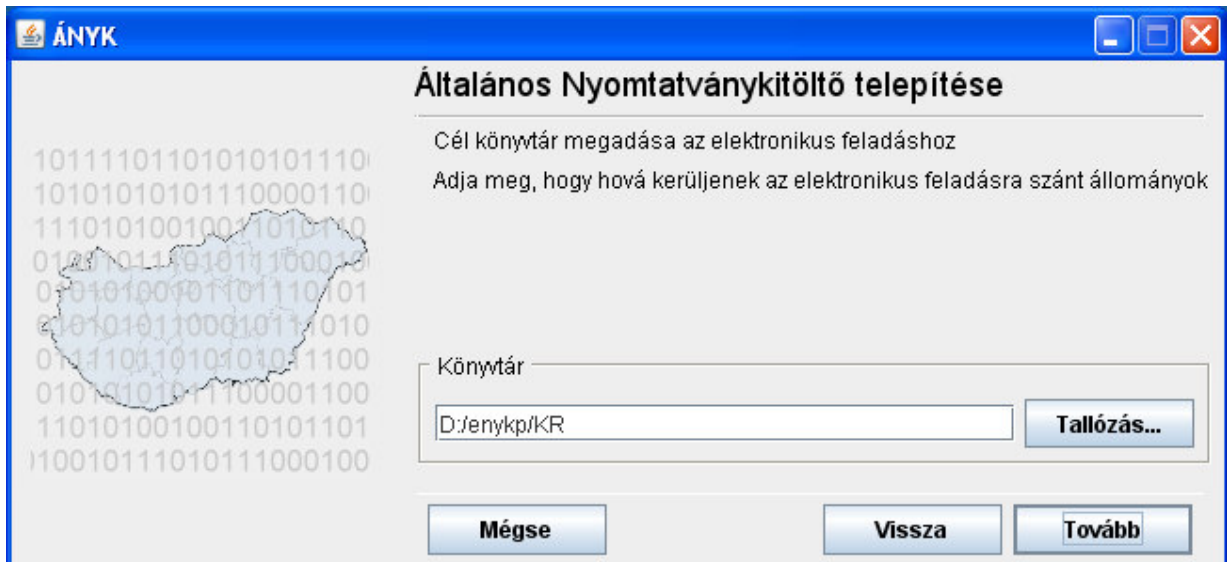 ÁNYK
Általános Nyomtatványkitöltő telepítése
Cél könyvtár megadása az elektronikus feladáshoz
Adja meg, hogy hová kerüljenek az elektronikus feladásra szánt állományok
Könyvtár
D:/enykp/KR
Tallózás...
Mégse
Vissza
Tovább